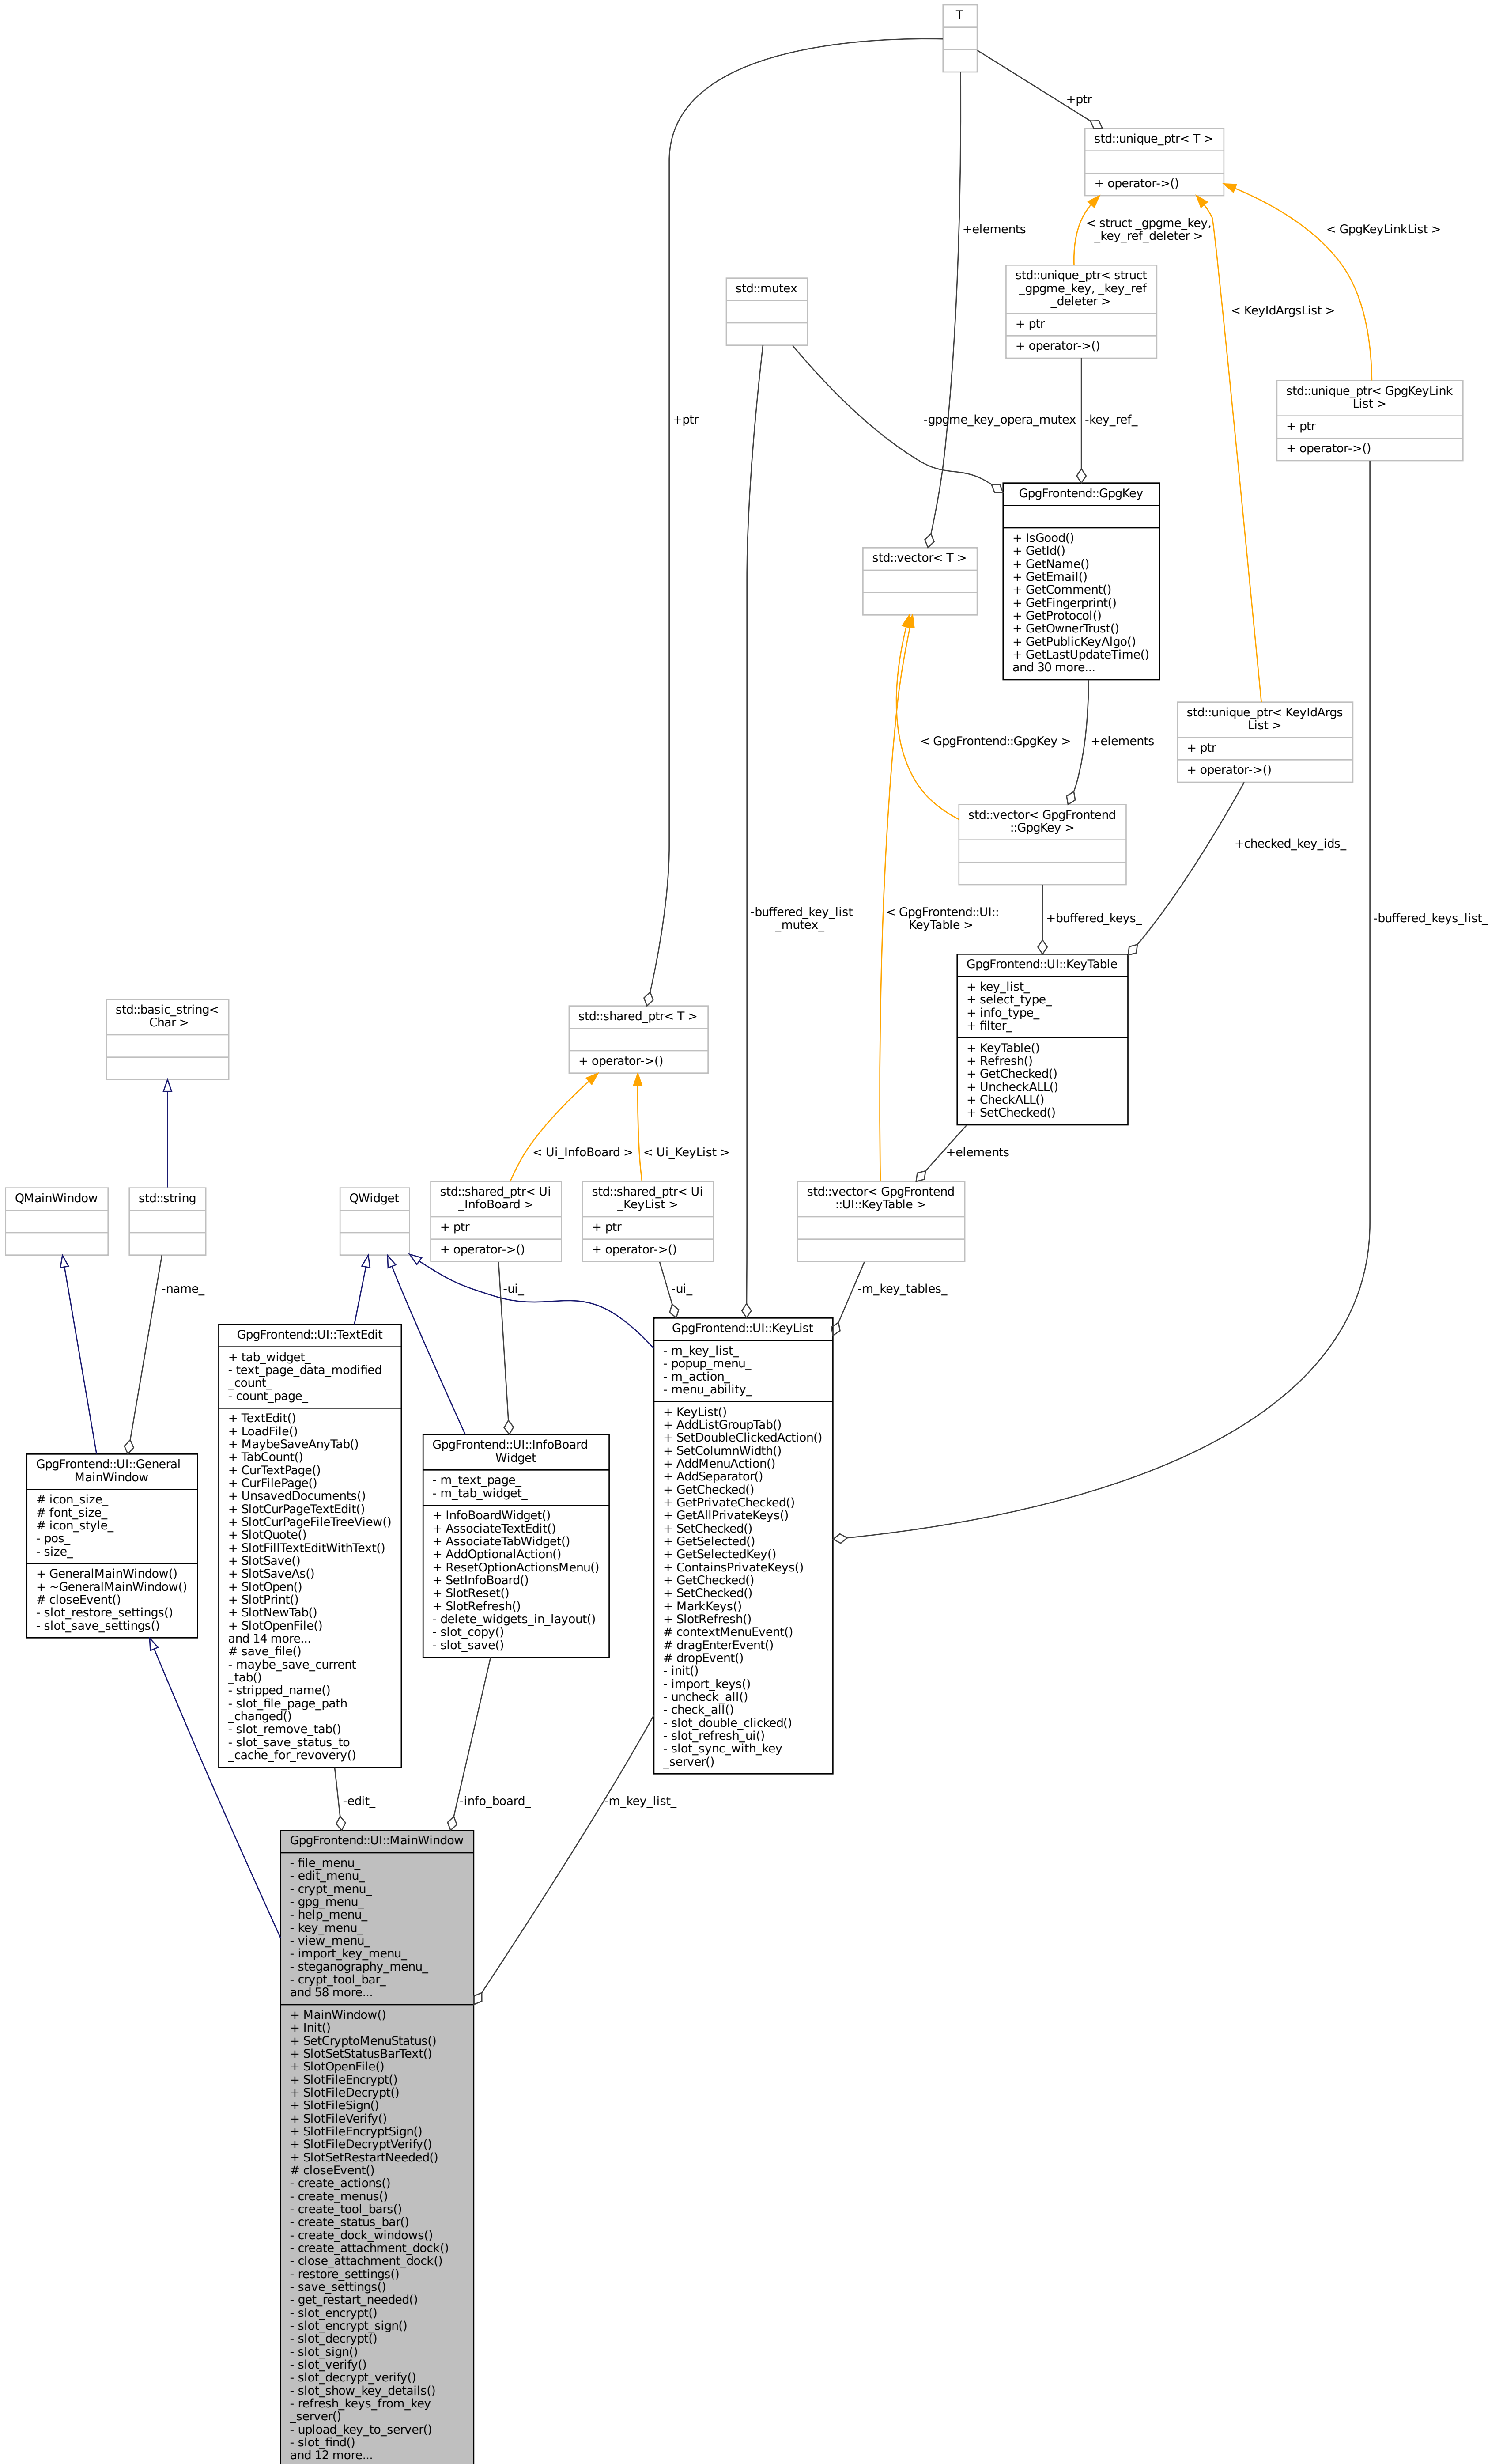 T
+ptr
std::unique_ptr< T >
+ operator->()
+elements
< struct _gpgme_key,
_key_ref_deleter >
< GpgKeyLinkList >
std::mutex
std::unique_ptr< struct
_gpgme_key, _key_ref
_deleter >
+ ptr
+ operator->()
< KeyIdArgsList >
std::unique_ptr< GpgKeyLink
List >
+ ptr
+ operator->()
+ptr
-gpgme_key_opera_mutex
-key_ref_
GpgFrontend::GpgKey
+ IsGood()
+ GetId()
+ GetName()
+ GetEmail()
+ GetComment()
+ GetFingerprint()
+ GetProtocol()
+ GetOwnerTrust()
+ GetPublicKeyAlgo()
+ GetLastUpdateTime()
and 30 more...
std::vector< T >
std::unique_ptr< KeyIdArgs
List >
+ ptr
+ operator->()
< GpgFrontend::GpgKey >
+elements
std::vector< GpgFrontend
::GpgKey >
+checked_key_ids_
-buffered_key_list
_mutex_
< GpgFrontend::UI::
KeyTable >
+buffered_keys_
-buffered_keys_list_
GpgFrontend::UI::KeyTable
+ key_list_
+ select_type_
+ info_type_
+ filter_
+ KeyTable()
+ Refresh()
+ GetChecked()
+ UncheckALL()
+ CheckALL()
+ SetChecked()
std::basic_string<
Char >
std::shared_ptr< T >
+ operator->()
< Ui_InfoBoard >
< Ui_KeyList >
+elements
QMainWindow
std::string
QWidget
std::shared_ptr< Ui
_InfoBoard >
+ ptr
+ operator->()
std::shared_ptr< Ui
_KeyList >
+ ptr
+ operator->()
std::vector< GpgFrontend
::UI::KeyTable >
-name_
-ui_
-ui_
-m_key_tables_
GpgFrontend::UI::TextEdit
+ tab_widget_
- text_page_data_modified
_count_
- count_page_
+ TextEdit()
+ LoadFile()
+ MaybeSaveAnyTab()
+ TabCount()
+ CurTextPage()
+ CurFilePage()
+ UnsavedDocuments()
+ SlotCurPageTextEdit()
+ SlotCurPageFileTreeView()
+ SlotQuote()
+ SlotFillTextEditWithText()
+ SlotSave()
+ SlotSaveAs()
+ SlotOpen()
+ SlotPrint()
+ SlotNewTab()
+ SlotOpenFile()
and 14 more...
# save_file()
- maybe_save_current
_tab()
- stripped_name()
- slot_file_page_path
_changed()
- slot_remove_tab()
- slot_save_status_to
_cache_for_revovery()
GpgFrontend::UI::KeyList
- m_key_list_
- popup_menu_
- m_action_
- menu_ability_
+ KeyList()
+ AddListGroupTab()
+ SetDoubleClickedAction()
+ SetColumnWidth()
+ AddMenuAction()
+ AddSeparator()
+ GetChecked()
+ GetPrivateChecked()
+ GetAllPrivateKeys()
+ SetChecked()
+ GetSelected()
+ GetSelectedKey()
+ ContainsPrivateKeys()
+ GetChecked()
+ SetChecked()
+ MarkKeys()
+ SlotRefresh()
# contextMenuEvent()
# dragEnterEvent()
# dropEvent()
- init()
- import_keys()
- uncheck_all()
- check_all()
- slot_double_clicked()
- slot_refresh_ui()
- slot_sync_with_key
_server()
GpgFrontend::UI::General
MainWindow
# icon_size_
# font_size_
# icon_style_
- pos_
- size_
+ GeneralMainWindow()
+ ~GeneralMainWindow()
# closeEvent()
- slot_restore_settings()
- slot_save_settings()
GpgFrontend::UI::InfoBoard
Widget
- m_text_page_
- m_tab_widget_
+ InfoBoardWidget()
+ AssociateTextEdit()
+ AssociateTabWidget()
+ AddOptionalAction()
+ ResetOptionActionsMenu()
+ SetInfoBoard()
+ SlotReset()
+ SlotRefresh()
- delete_widgets_in_layout()
- slot_copy()
- slot_save()
-edit_
-info_board_
-m_key_list_
GpgFrontend::UI::MainWindow
- file_menu_
- edit_menu_
- crypt_menu_
- gpg_menu_
- help_menu_
- key_menu_
- view_menu_
- import_key_menu_
- steganography_menu_
- crypt_tool_bar_
and 58 more...
+ MainWindow()
+ Init()
+ SetCryptoMenuStatus()
+ SlotSetStatusBarText()
+ SlotOpenFile()
+ SlotFileEncrypt()
+ SlotFileDecrypt()
+ SlotFileSign()
+ SlotFileVerify()
+ SlotFileEncryptSign()
+ SlotFileDecryptVerify()
+ SlotSetRestartNeeded()
# closeEvent()
- create_actions()
- create_menus()
- create_tool_bars()
- create_status_bar()
- create_dock_windows()
- create_attachment_dock()
- close_attachment_dock()
- restore_settings()
- save_settings()
- get_restart_needed()
- slot_encrypt()
- slot_encrypt_sign()
- slot_decrypt()
- slot_sign()
- slot_verify()
- slot_decrypt_verify()
- slot_show_key_details()
- refresh_keys_from_key
_server()
- upload_key_to_server()
- slot_find()
and 12 more...